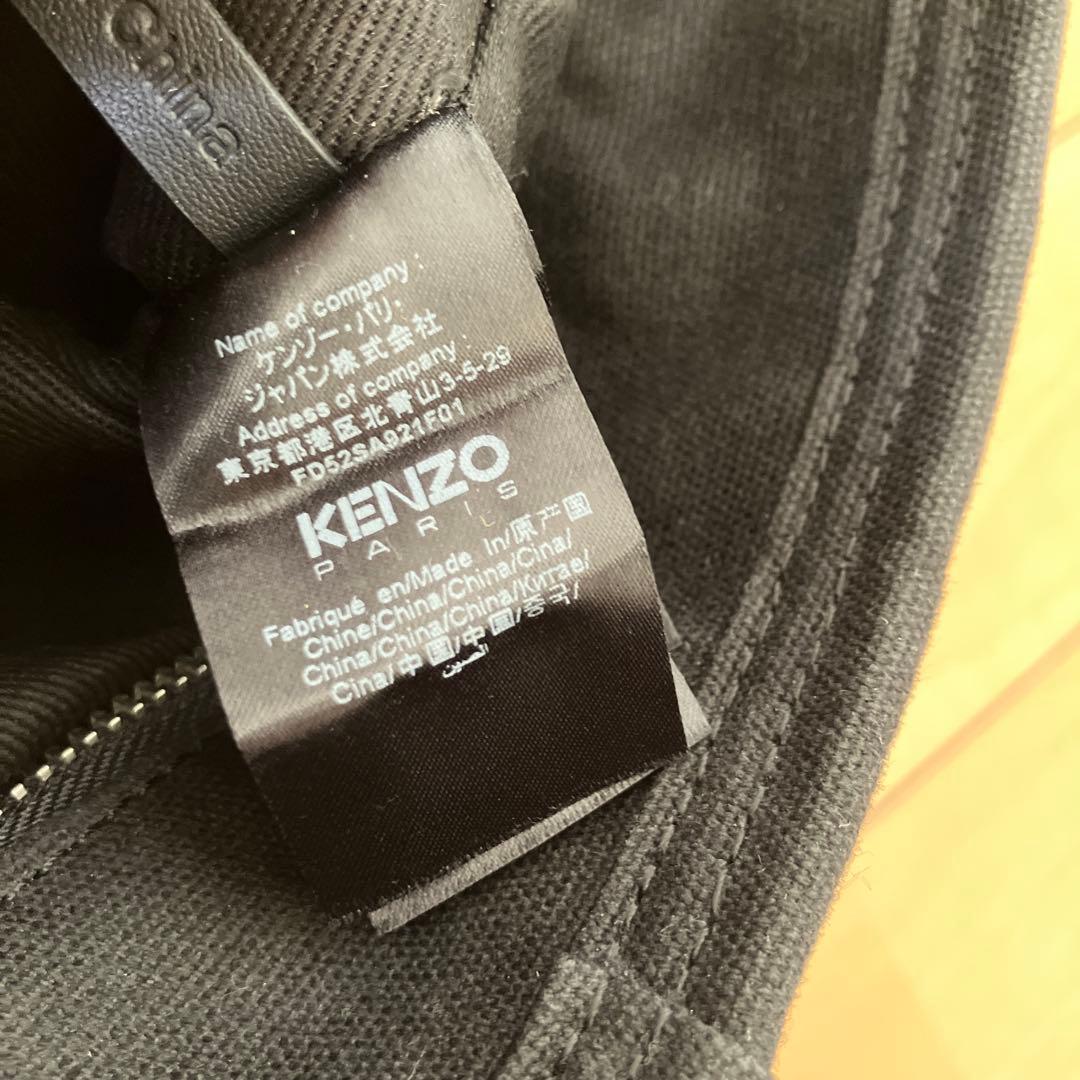 China
Name of company :
ケンゾー・パリ・
ジャパン株式会社
Address of company :
東京都港区北青山3-5-29
FD52SA921F01
KENZO
PARIS
Fabriqué en/Made In/原产国
Chine/China/China/Cina/
China/China/China/Китае/
Cina/中国/中国/중국/
الصين